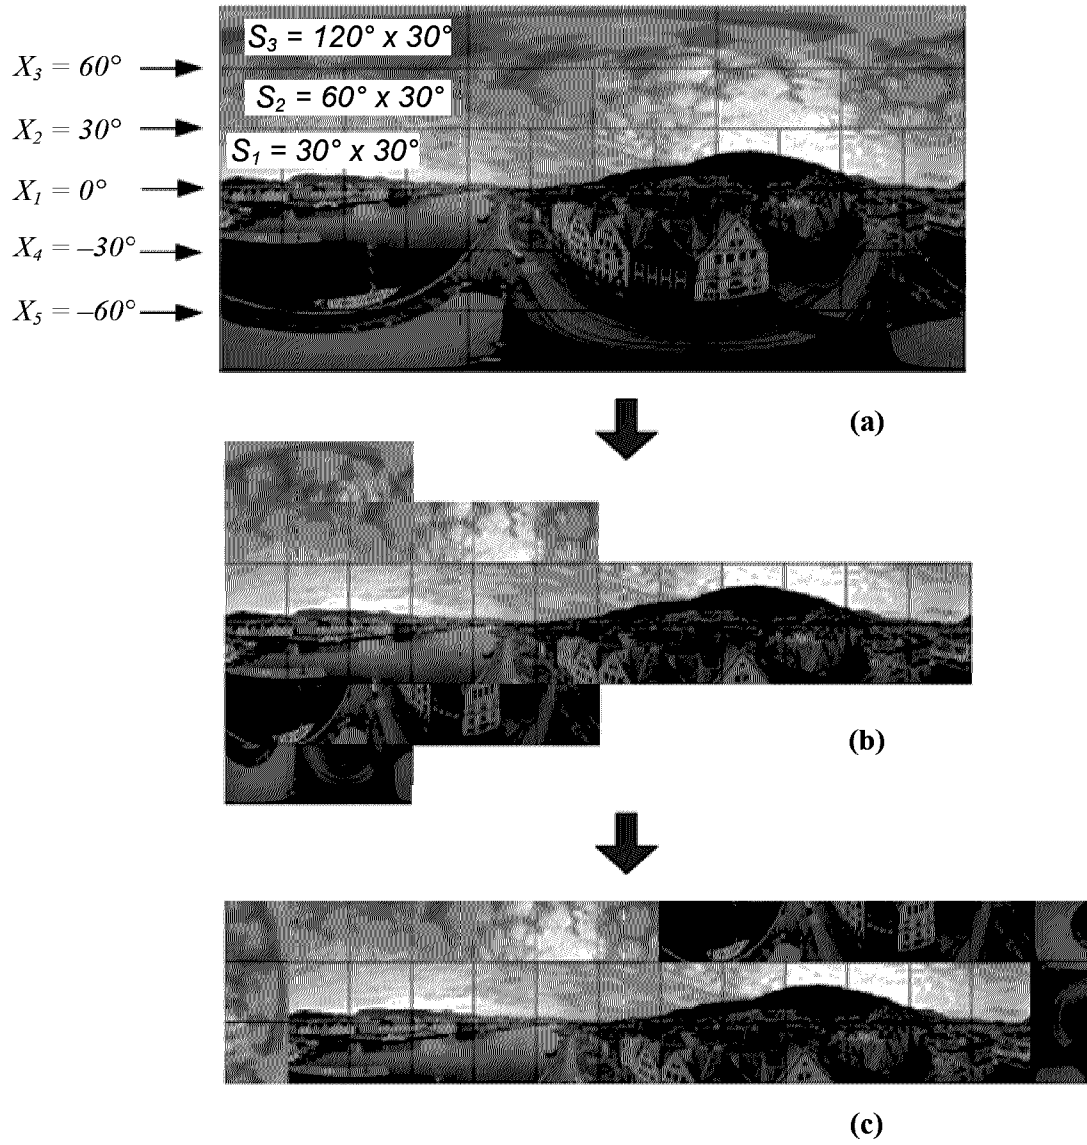 S₃ = 120° x 30°
X₃ = 60°
S₂ = 60° x 30°
X₂ = 30°
S₁ = 30° x 30°
X₁ = 0°
X₄ = –30°
X₅ = –60°
(a)
(b)
(c)